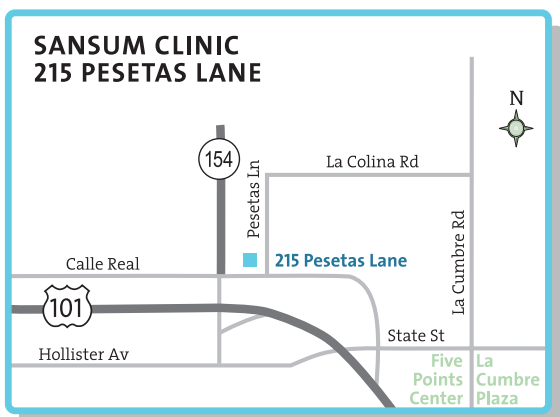 SANSUM CLINIC
215 PESETAS LANE
N
154
Pesetas Ln
La Colina Rd
La Cumbre Rd
215 Pesetas Lane
Calle Real
101
State St
Hollister Av
Five
Points
Center
La
Cumbre
Plaza